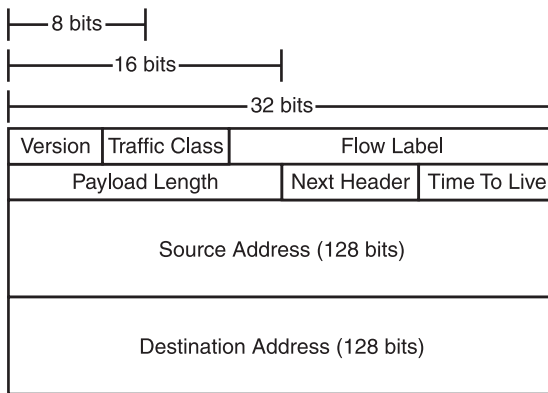 8 bits
16 bits
32 bits
Version Traffic Class Flow Label
Payload Length Next Header Time To Live
Source Address (128 bits)
Destination Address (128 bits)